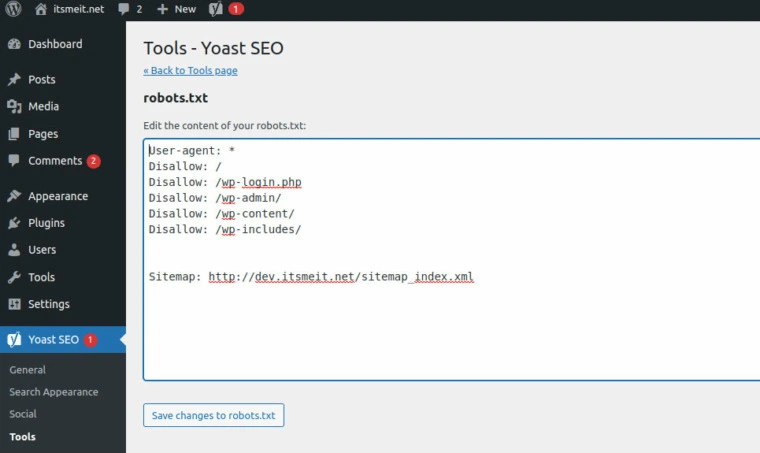 itsmeit.net 2 New 1
Dashboard
Posts
Media
Pages
Comments 2
Appearance
Plugins
Users
Tools
Settings
Yoast SEO 1
General
Search Appearance
Social
Tools
Tools - Yoast SEO
« Back to Tools page
robots.txt
Edit the content of your robots.txt:
User-agent: *
Disallow: /
Disallow: /wp-login.php
Disallow: /wp-admin/
Disallow: /wp-content/
Disallow: /wp-includes/
Sitemap: http://dev.itsmeit.net/sitemap_index.xml
Save changes to robots.txt